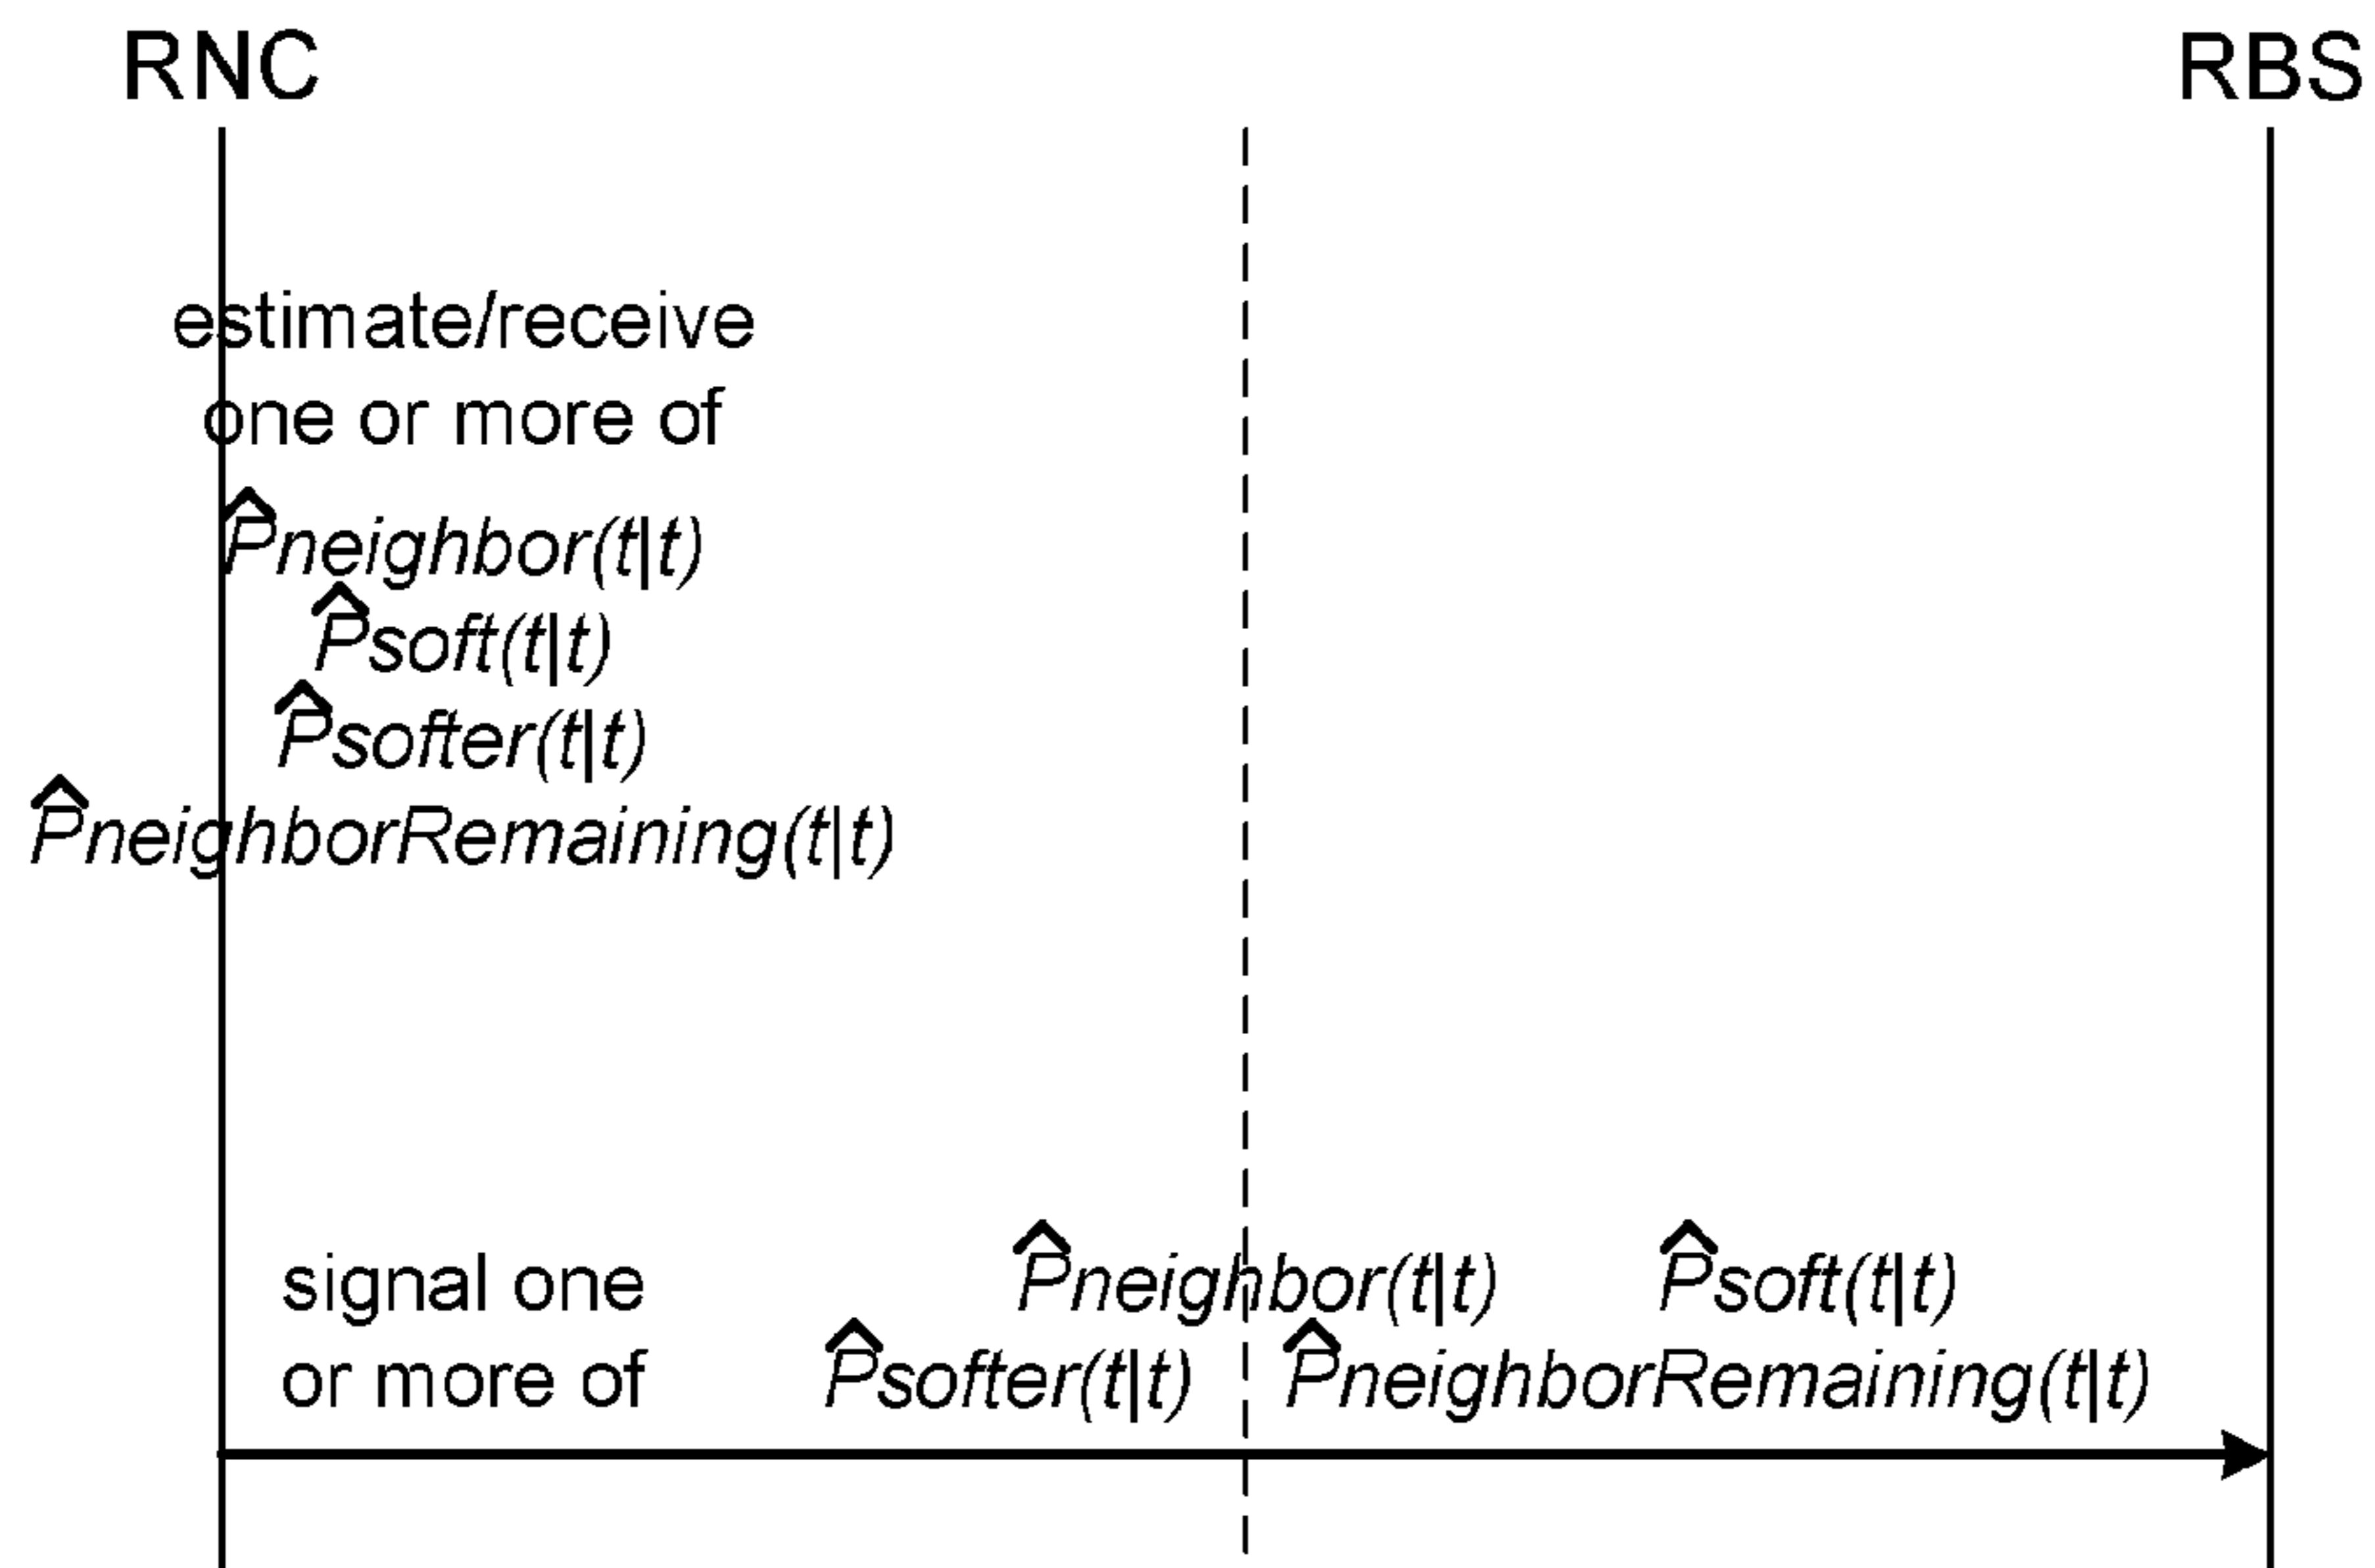 RNC RBS
estimate/receive
one or more of
P̂neighbor(t|t)
P̂soft(t|t)
P̂softer(t|t)
P̂neighborRemaining(t|t)
signal one P̂neighbor(t|t) P̂soft(t|t)
or more of P̂softer(t|t) P̂neighborRemaining(t|t)